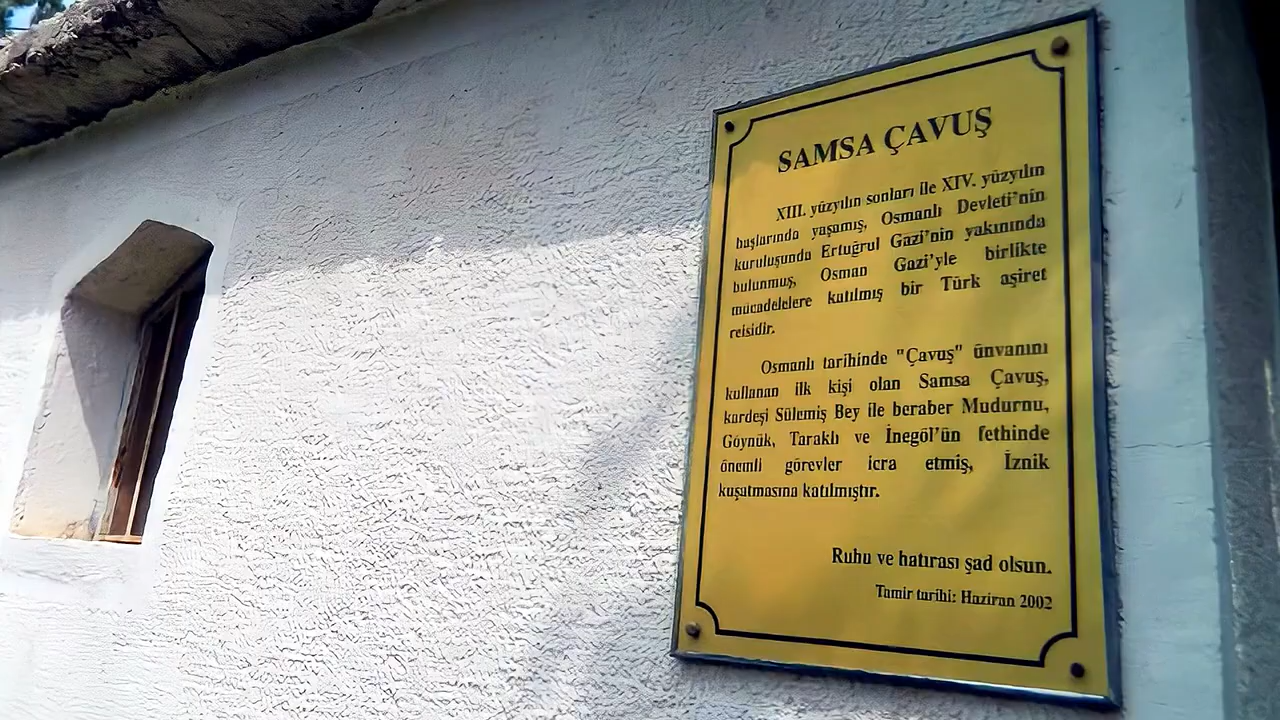 SAMSA ÇAVUŞ
XIII. yüzyılın sonları ile XIV. yüzyılın
başlarında yaşamış, Osmanlı Devleti'nin
kuruluşunda Ertuğrul Gazi'nin yakınında
bulunmuş, Osman Gazi'yle birlikte
mücadelelere katılmış bir Türk aşiret
reisidir.
Osmanlı tarihinde "Çavuş" ünvanını
kullanan ilk kişi olan Samsa Çavuş,
kardeşi Sülemiş Bey ile beraber Mudurnu,
Göynük, Taraklı ve İnegöl'ün fethinde
önemli görevler icra etmiş, İznik
kuşatmasına katılmıştır.
Ruhu ve hatırası şad olsun.
Tamir tarihi: Haziran 2002